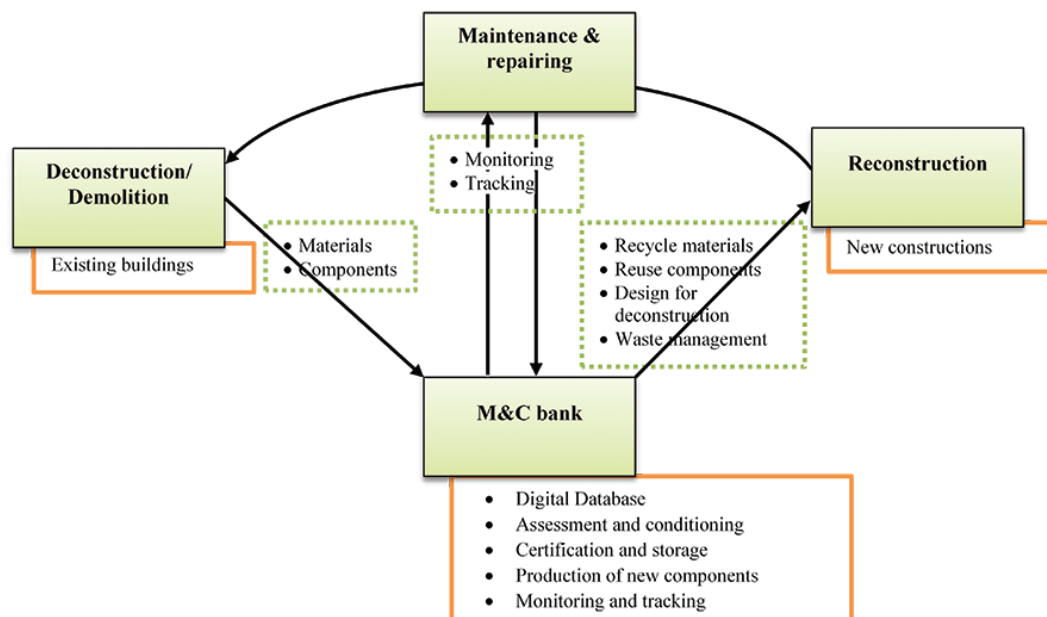 Maintenance &
repairing
Deconstruction/
Demolition
Existing buildings
• Materials
• Components
• Monitoring
• Tracking
• Recycle materials
• Reuse components
• Design for
deconstruction
• Waste management
Reconstruction
New constructions
M&C bank
• Digital Database
• Assessment and conditioning
• Certification and storage
• Production of new components
• Monitoring and tracking